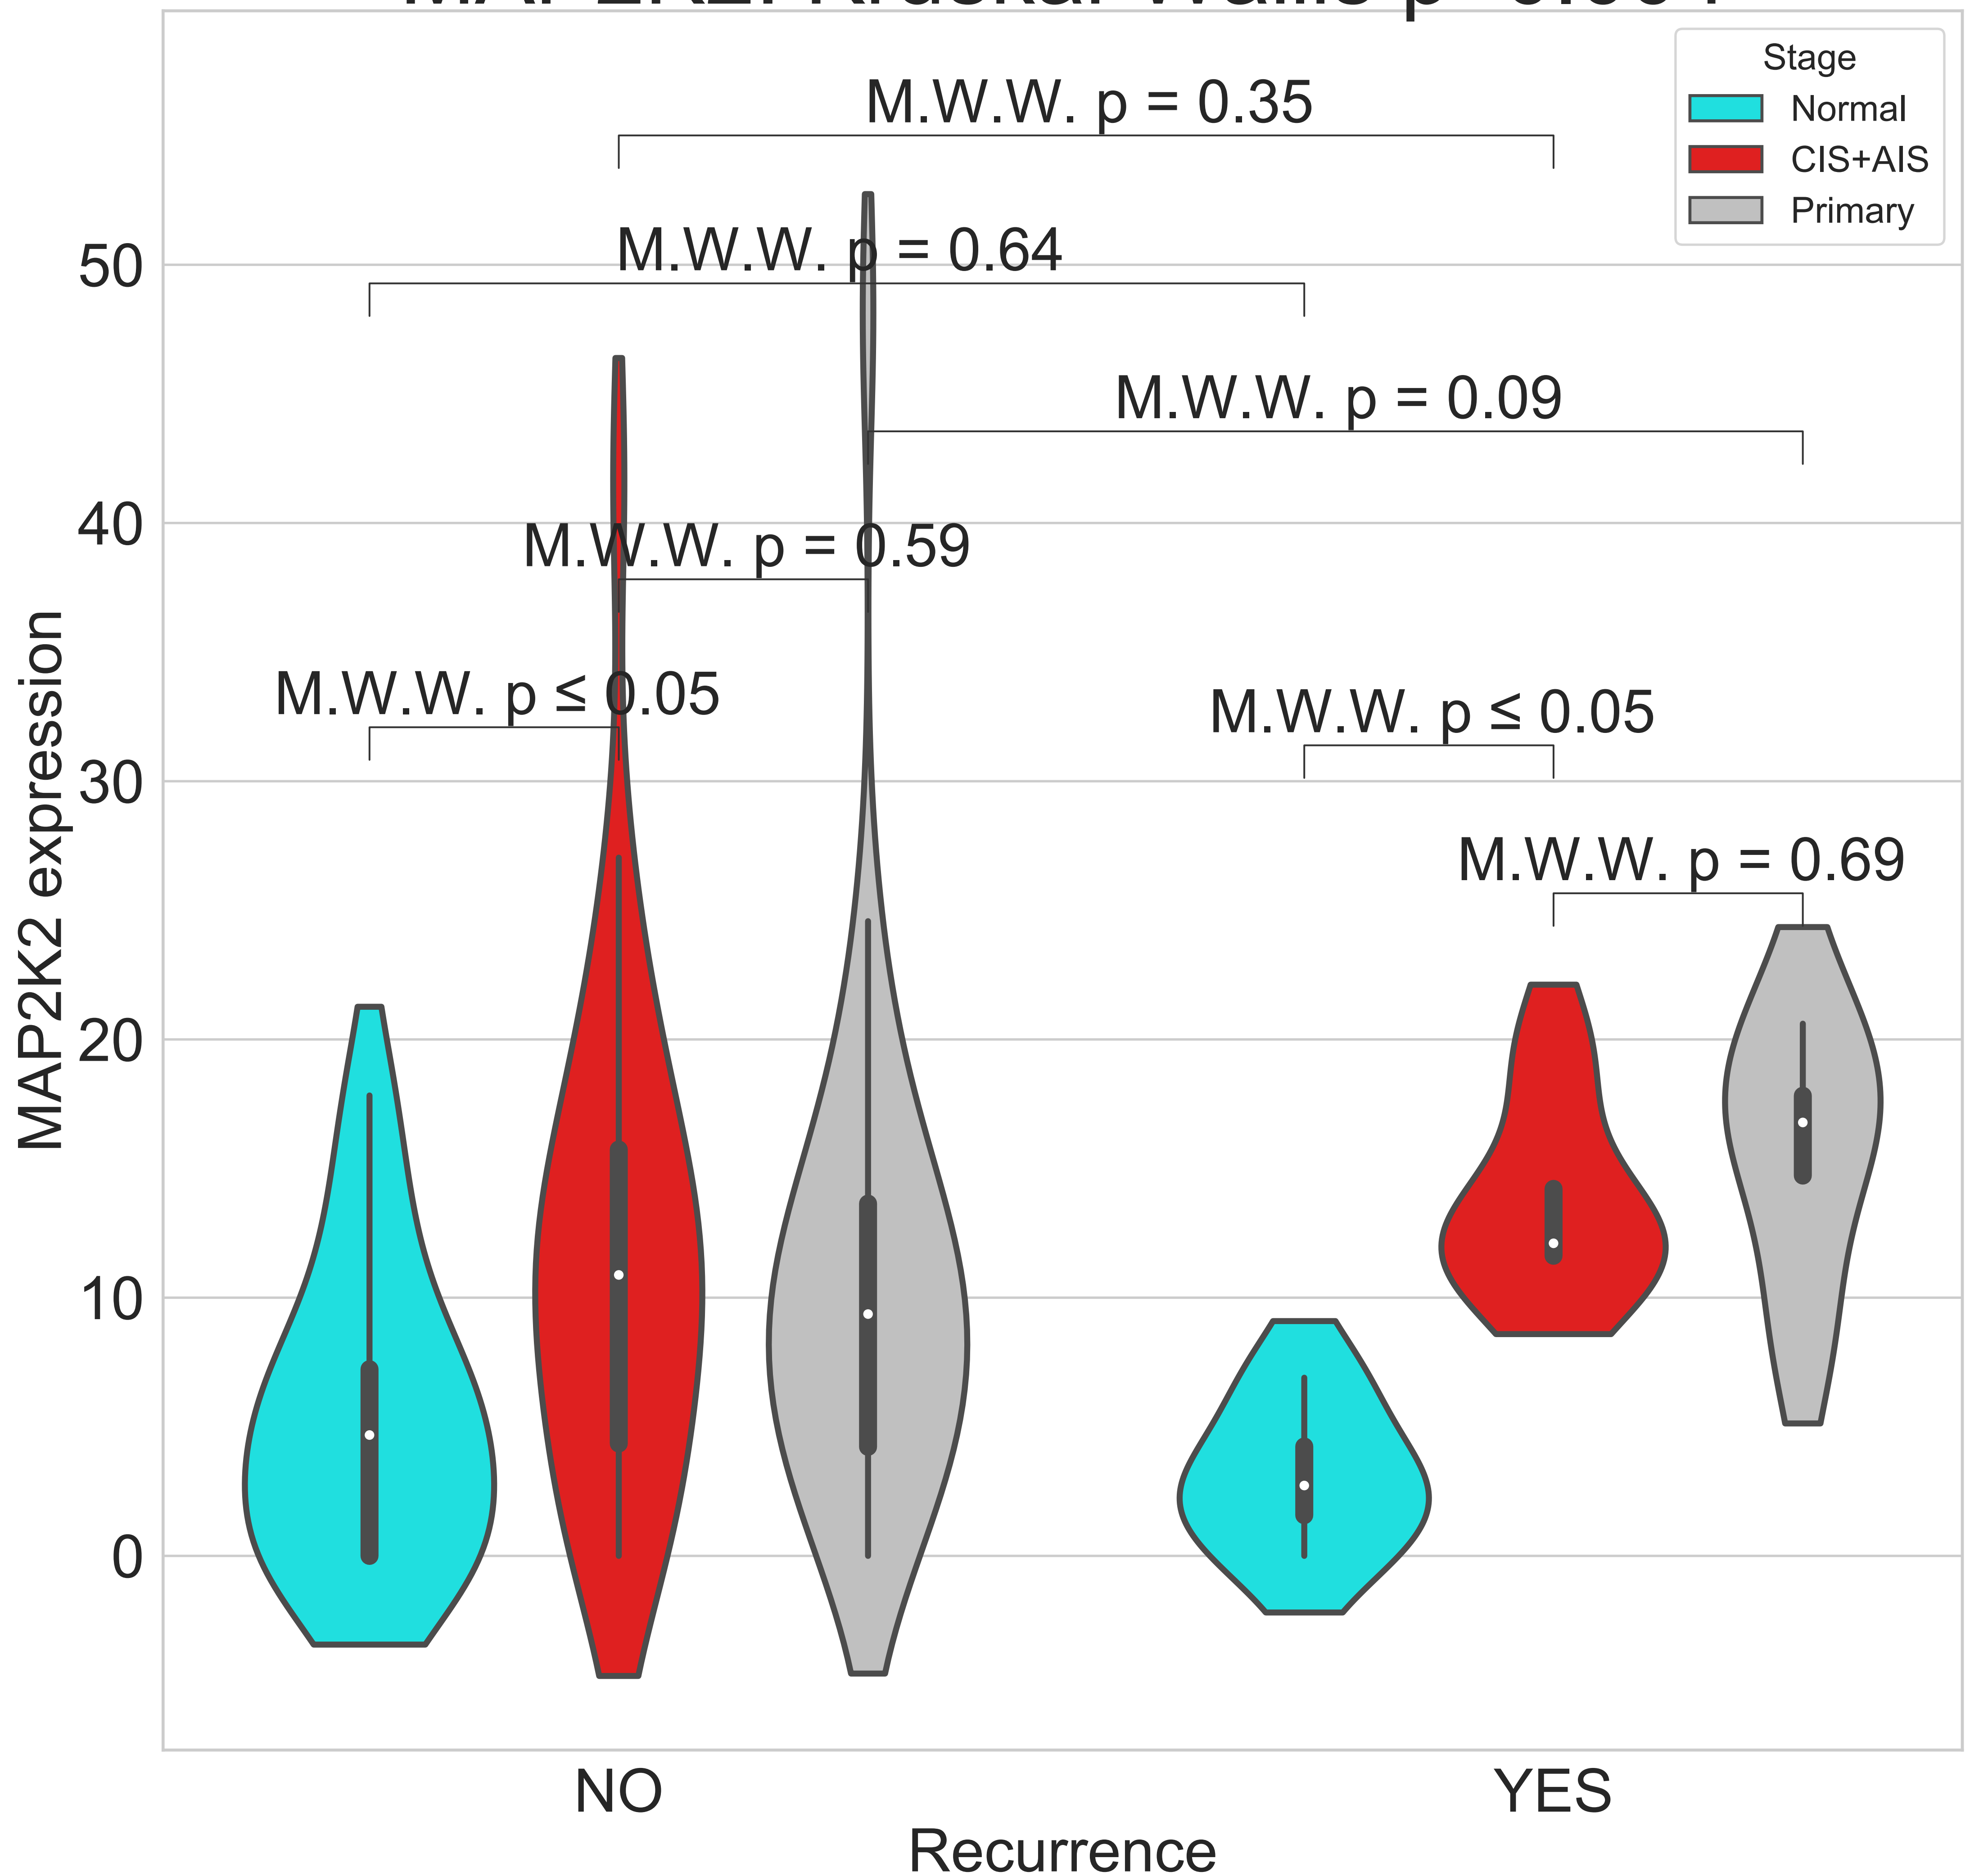 Stage
Normal
CIS+AIS
Primary
M.W.W. p = 0.35
M.W.W. p = 0.64
M.W.W. p = 0.09
M.W.W. p = 0.59
M.W.W. p ≤ 0.05
M.W.W. p ≤ 0.05
M.W.W. p = 0.69
50
40
30
20
10
0
MAP2K2 expression
NO
YES
Recurrence